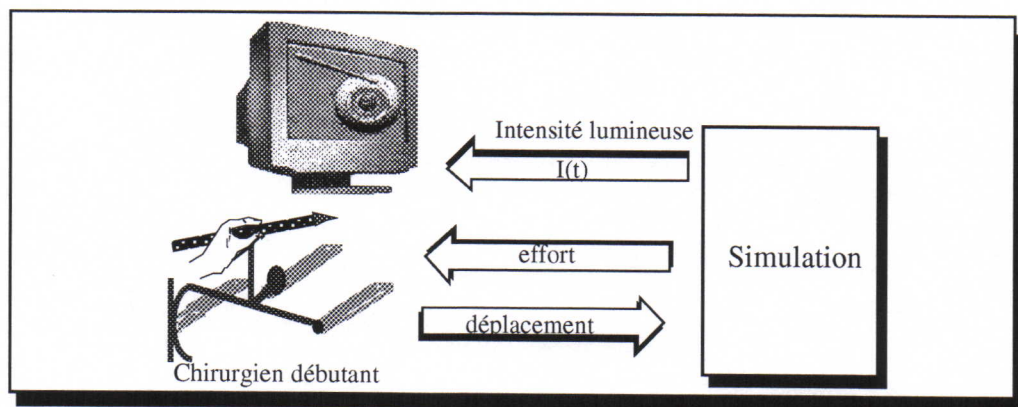 Intensité lumineuse
I(t)
effort
Simulation
déplacement
Chirurgien débutant